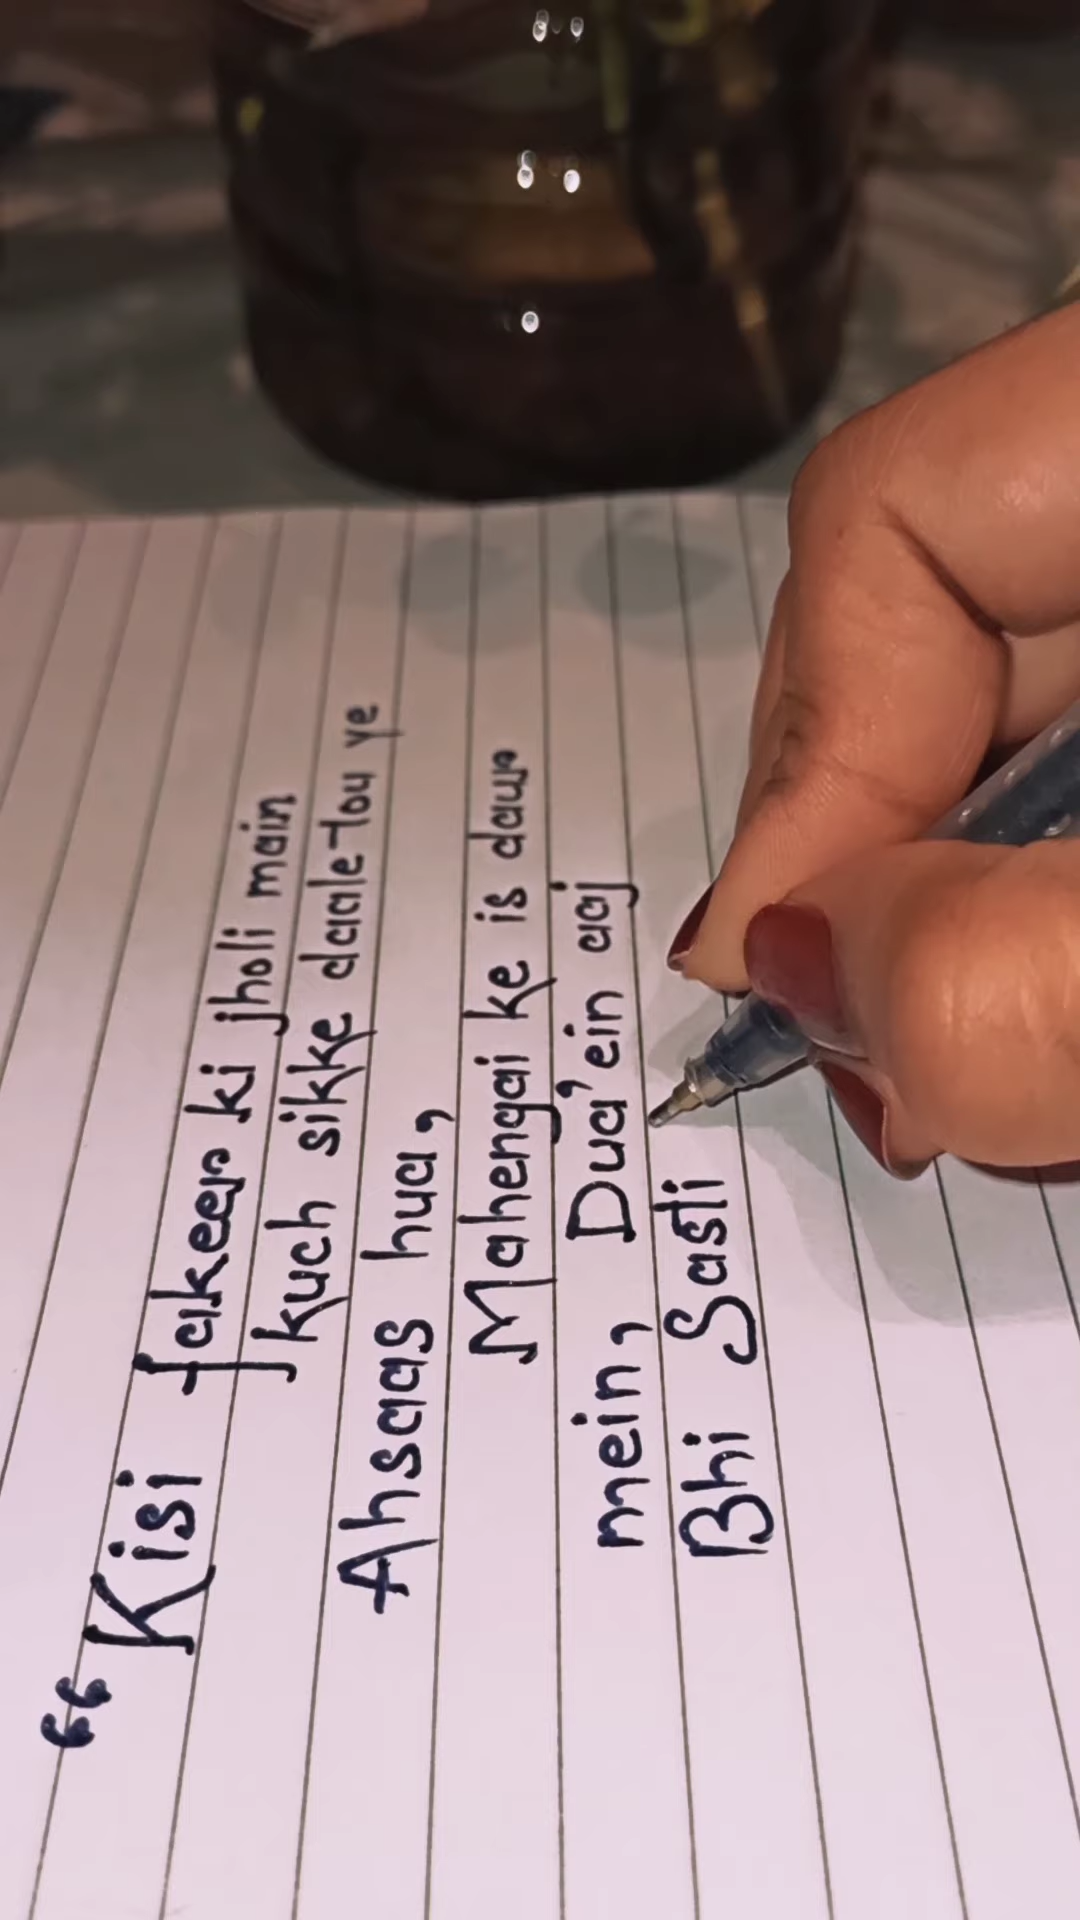 “Kisi fakeer ki jholi main
kuch sikke daale tou ye
Ahsaas hua,
Mahengai ke is daur
mein, Dua'ein aaj
Bhi Sasti